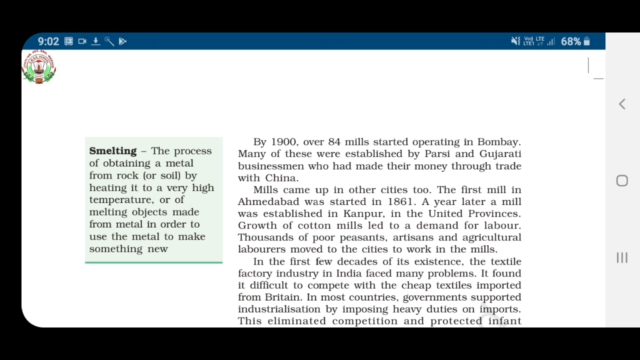 9:02
Vo) LTE
LTE1
68%
Smelting – The process
of obtaining a metal
from rock (or soil) by
heating it to a very high
temperature, or of
melting objects made
from metal in order to
use the metal to make
something new
By 1900, over 84 mills started operating in Bombay.
Many of these were established by Parsi and Gujarati
businessmen who had made their money through trade
with China.
Mills came up in other cities too. The first mill in
Ahmedabad was started in 1861. A year later a mill
was established in Kanpur, in the United Provinces.
Growth of cotton mills led to a demand for labour.
Thousands of poor peasants, artisans and agricultural
labourers moved to the cities to work in the mills.
In the first few decades of its existence, the textile
factory industry in India faced many problems. It found
it difficult to compete with the cheap textiles imported
from Britain. In most countries, governments supported
industrialisation by imposing heavy duties on imports.
This eliminated competition and protected infant